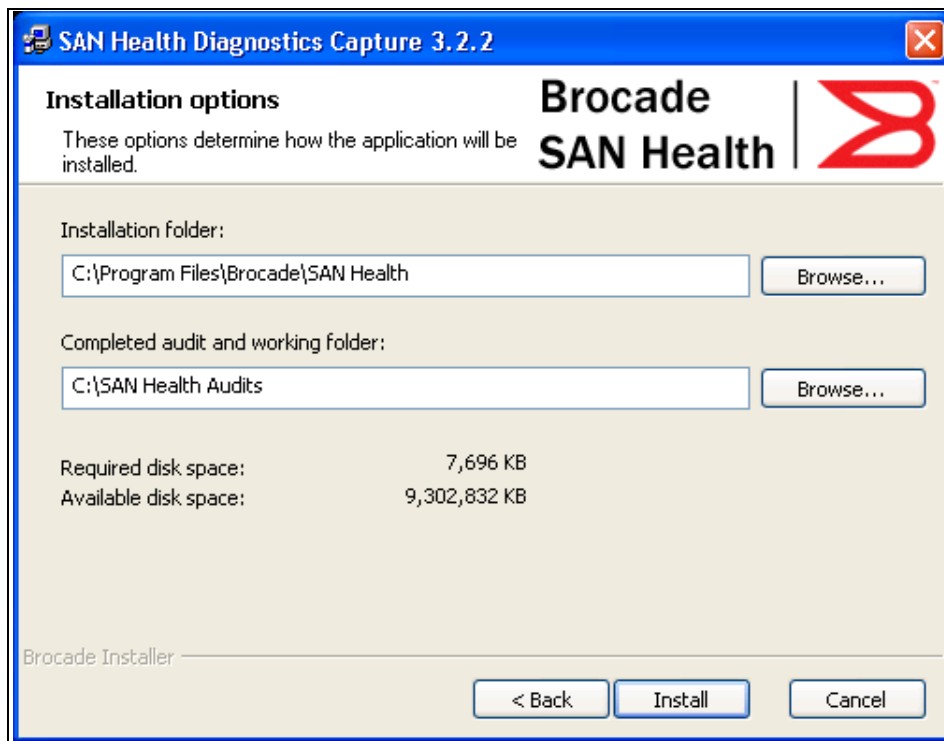 SAN Health Diagnostics Capture 3.2.2
Installation options
These options determine how the application will be
installed.
Brocade
SAN Health
Installation folder:
C:\Program Files\Brocade\SAN Health
Browse...
Completed audit and working folder:
C:\SAN Health Audits
Browse...
Required disk space: 7,696 KB
Available disk space: 9,302,832 KB
Brocade Installer
< Back Install Cancel